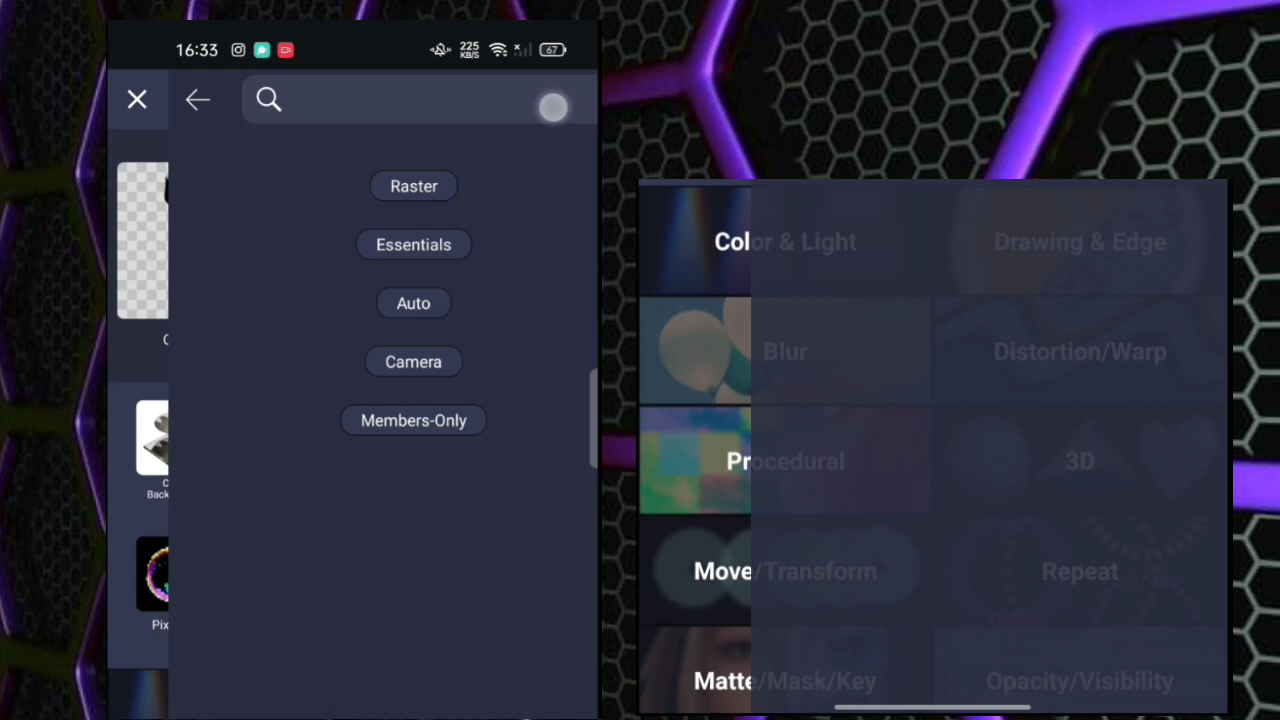 16:33
225
KB/S
67
Raster
Essentials
Auto
Camera
Members-Only
C
C
Back
Pix
Color & Light
Drawing & Edge
Blur
Distortion/Warp
Procedural
3D
Move/Transform
Repeat
Matte/Mask/Key
Opacity/Visibility